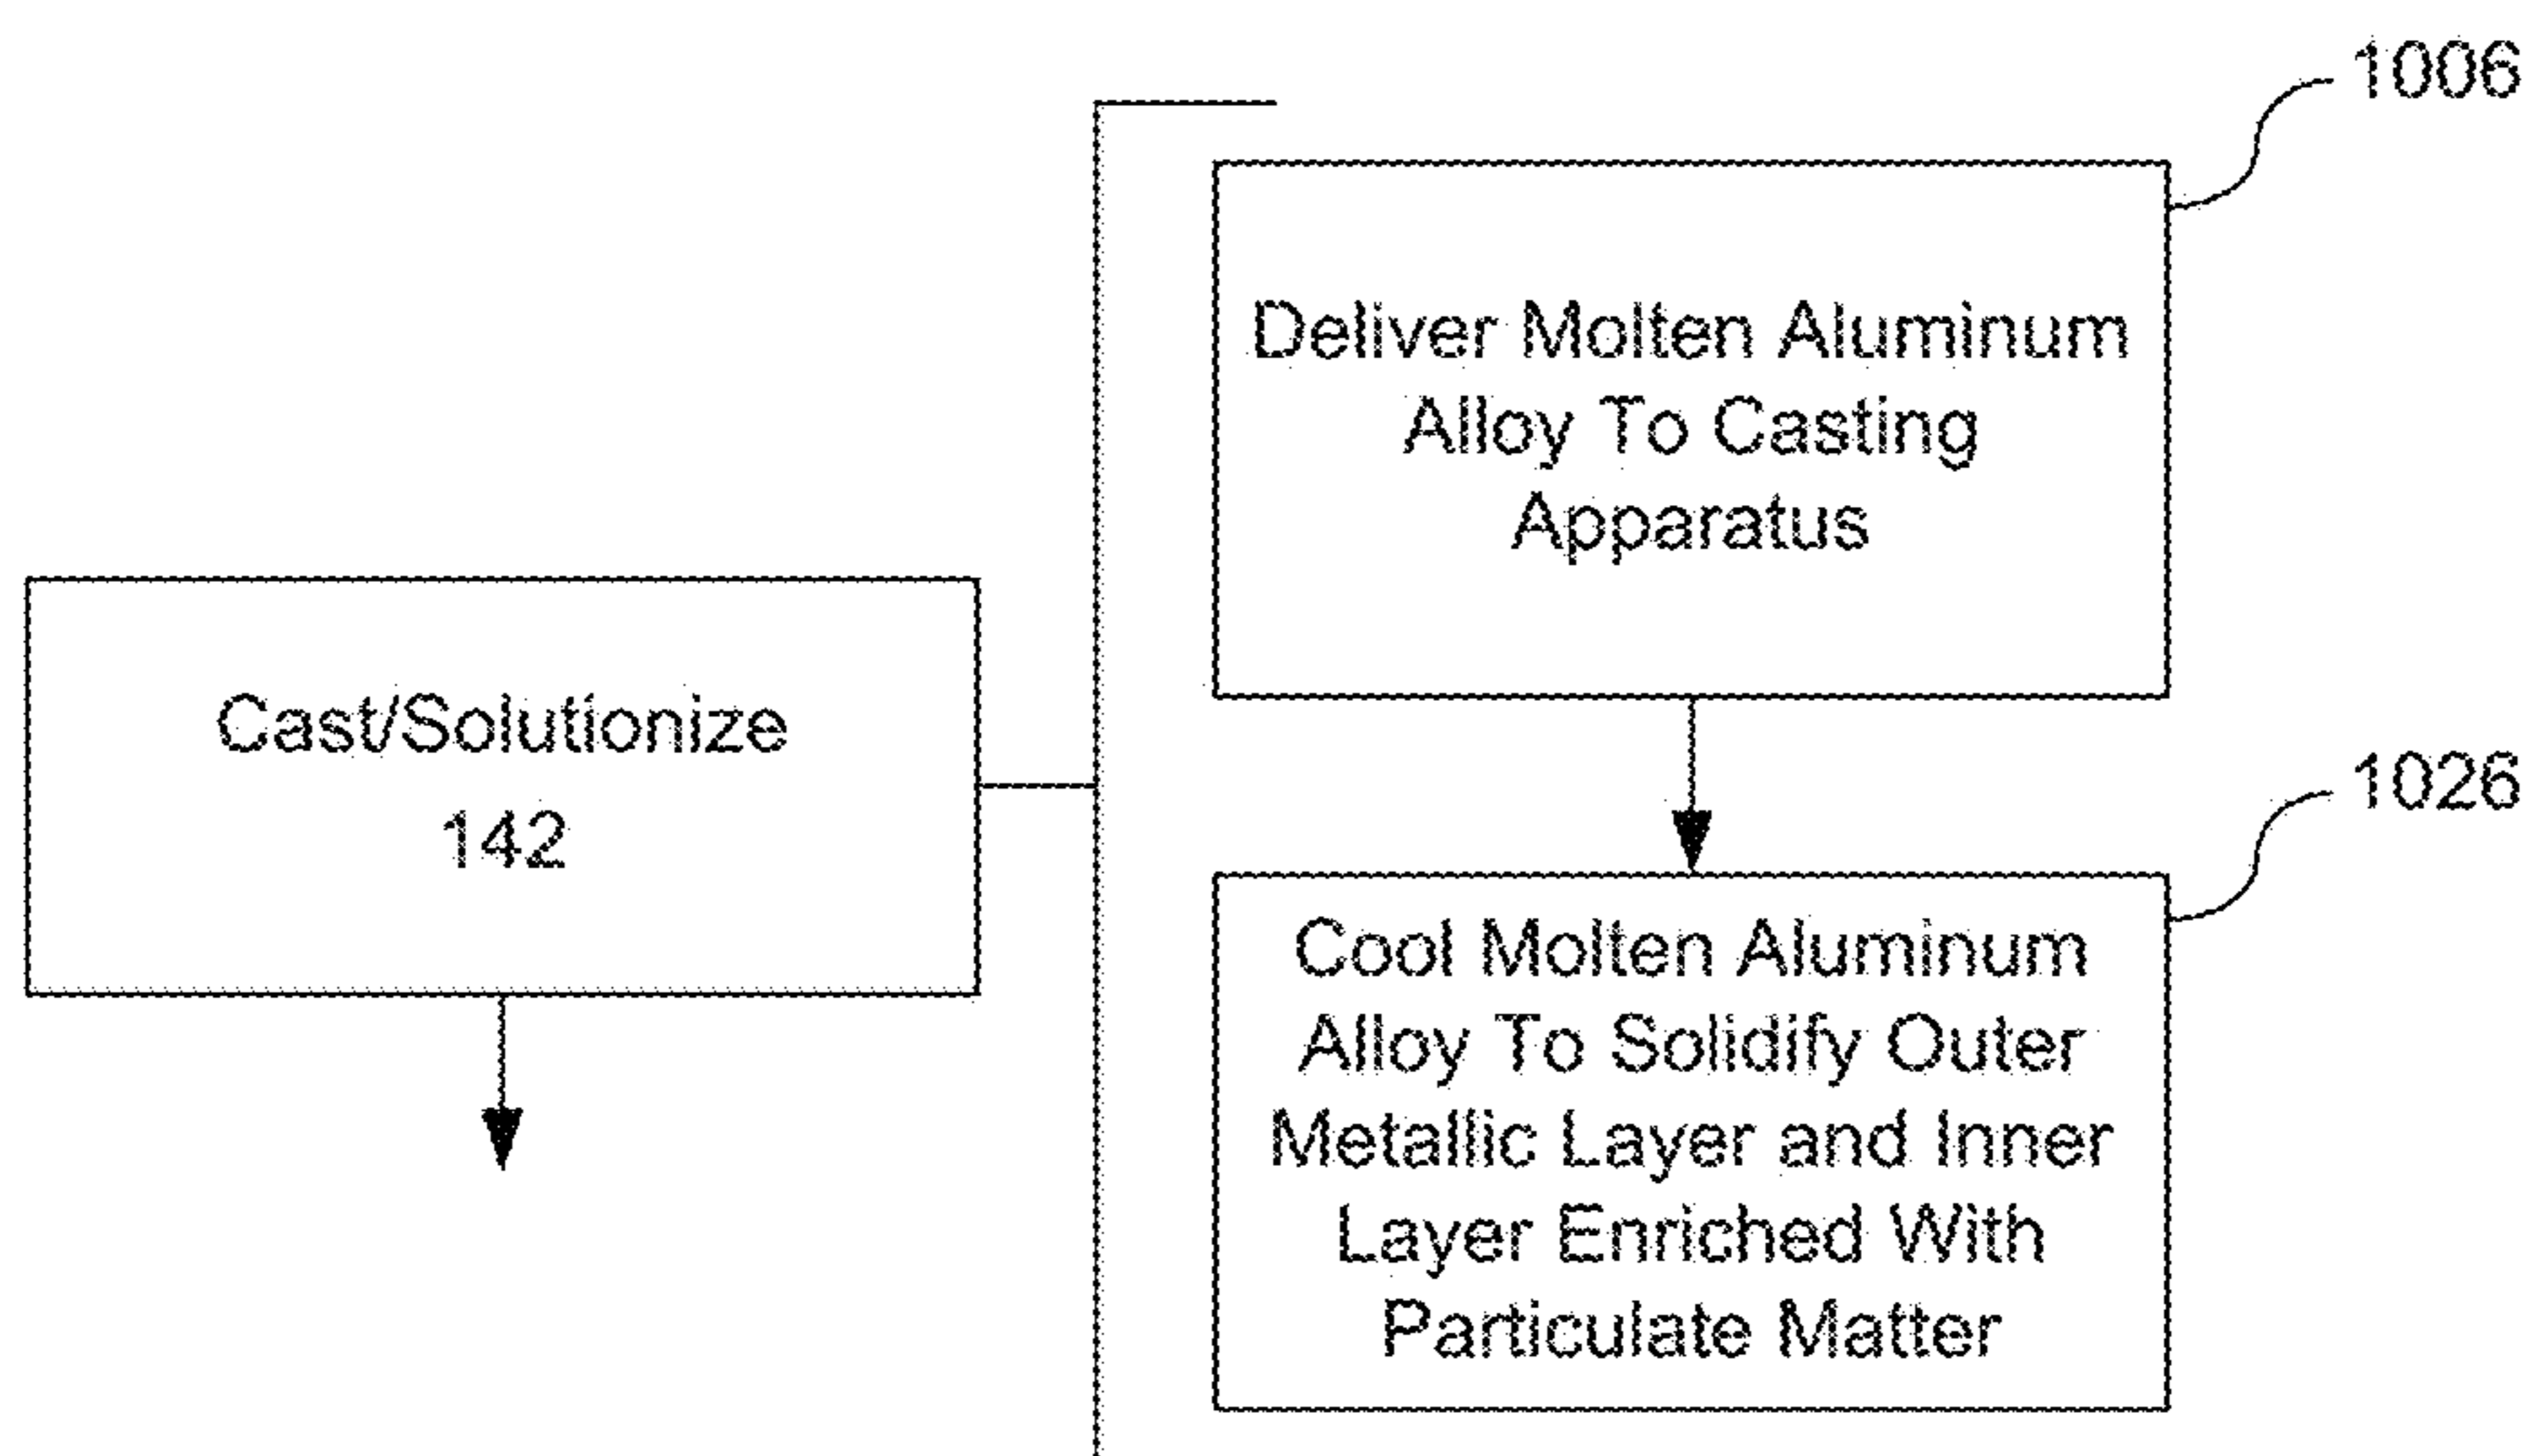 1006
Deliver Molten Aluminum
Alloy To Casting
Apparatus
Cast/Solutionize
142
1026
Cool Molten Aluminum
Alloy To Solidify Outer
Metallic Layer and Inner
Layer Enriched With
Particulate Matter